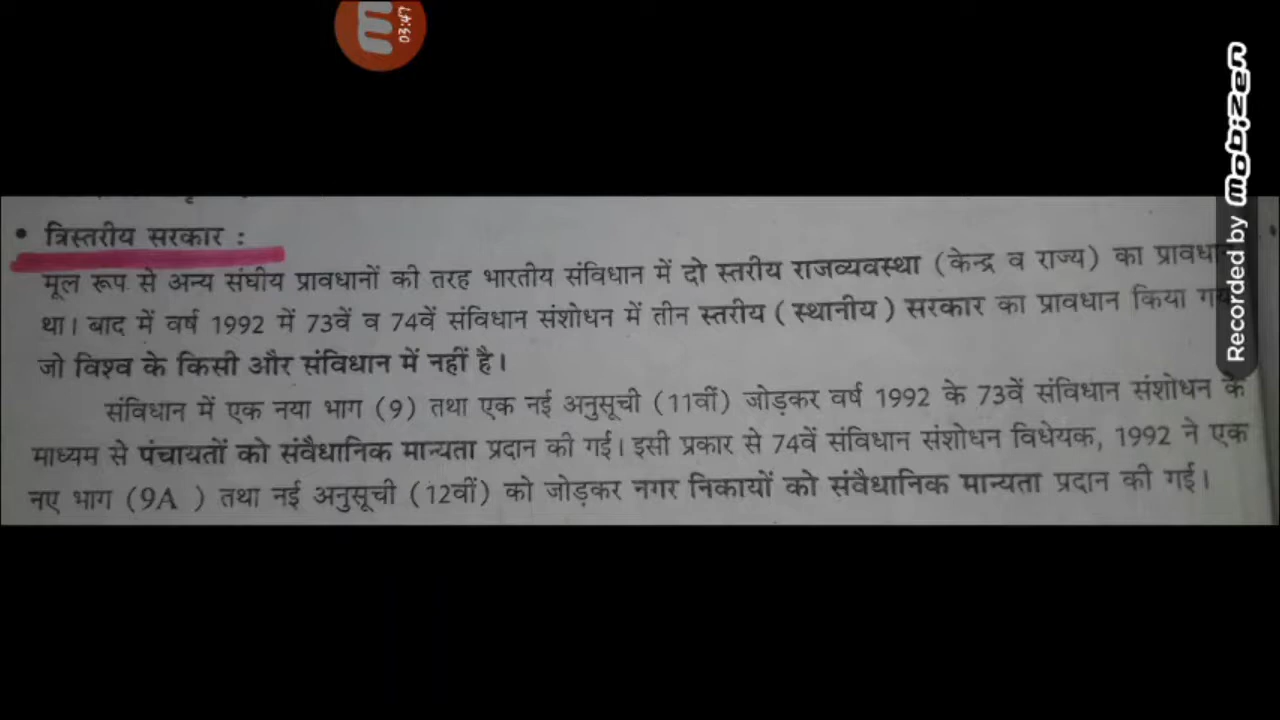 03:47
Recorded by mobizen
• त्रिस्तरीय सरकार :
मूल रूप से अन्य संघीय प्रावधानों की तरह भारतीय संविधान में दो स्तरीय राजव्यवस्था (केन्द्र व राज्य) का
था। बाद में वर्ष 1992 में 73वें व 74वें संविधान संशोधन में तीन स्तरीय ( स्थानीय ) सरकार का प्रावधान किया
जो विश्व के किसी और संविधान में नहीं है।
संविधान में एक नया भाग (9) तथा एक नई अनुसूची (11वीं) जोड़कर वर्ष 1992 के 73वें संविधान संशोधन के
माध्यम से पंचायतों को संवैधानिक मान्यता प्रदान की गई। इसी प्रकार से 74वें संविधान संशोधन विधेयक, 1992 ने एक
नए भाग (9A ) तथा नई अनुसूची (12वीं) को जोड़कर नगर निकायों को संवैधानिक मान्यता प्रदान की गई।